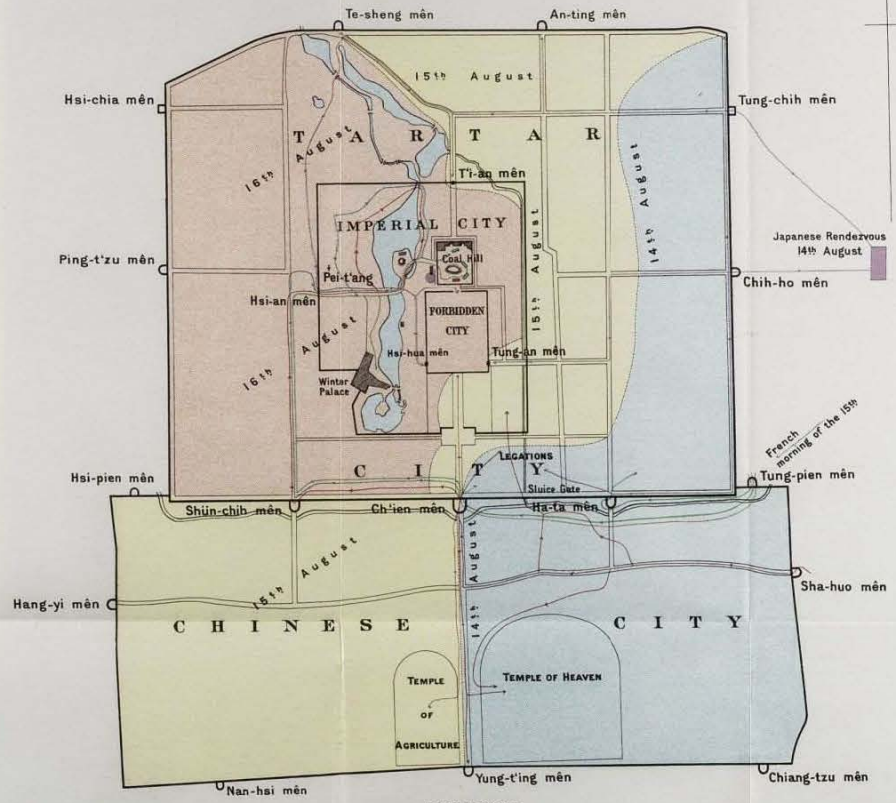 Te-sheng mên
An-ting mên
15th August
Hsi-chia mên
Tung-chih mên
TARTAR
16th August
14th August
T'i-an mên
IMPERIAL CITY
Japanese Rendezvous
14th August
Ping-t'zu mên
Coal Hill
Pei-t'ang
Chih-ho mên
Hsi-an mên
15th August
FORBIDDEN
CITY
16th August
Hsi-hua mên
Tung-an mên
Winter
Palace
French
morning of the 15th
LEGATIONS
CITY
Hsi-pien mên
Tung-pien mên
Sluice Gate
Shün-chih mên
Ch'ien mên
Ha-ta mên
15th August
14th August
Sha-huo mên
Hang-yi mên
CHINESE
CITY
TEMPLE
OF
AGRICULTURE
TEMPLE OF HEAVEN
Nan-hsi mên
Yung-t'ing mên
Chiang-tzu mên